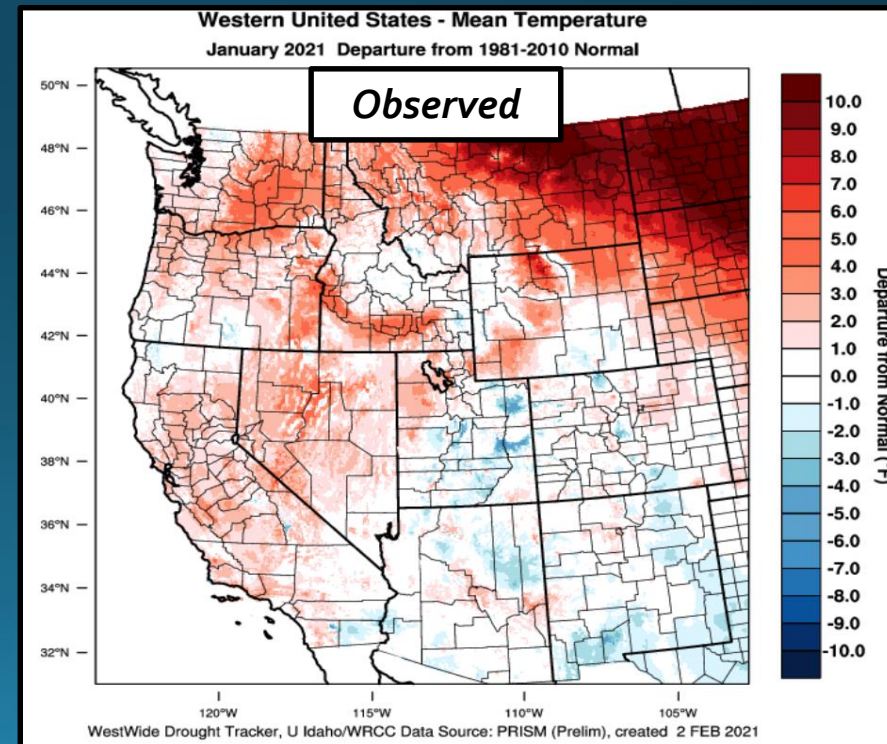 Western United States - Mean Temperature
January 2021 Departure from 1981-2010 Normal
Observed
50°N
48°N
46°N
44°N
42°N
40°N
38°N
36°N
34°N
32°N
120°W
115°W
110°W
105°W
10.0
9.0
8.0
7.0
6.0
5.0
4.0
3.0
2.0
1.0
0.0
-1.0
-2.0
-3.0
-4.0
-5.0
-6.0
-7.0
-8.0
-9.0
-10.0
Departure from Normal (°F)
WestWide Drought Tracker, U Idaho/WRCC Data Source: PRISM (Prelim), created 2 FEB 2021